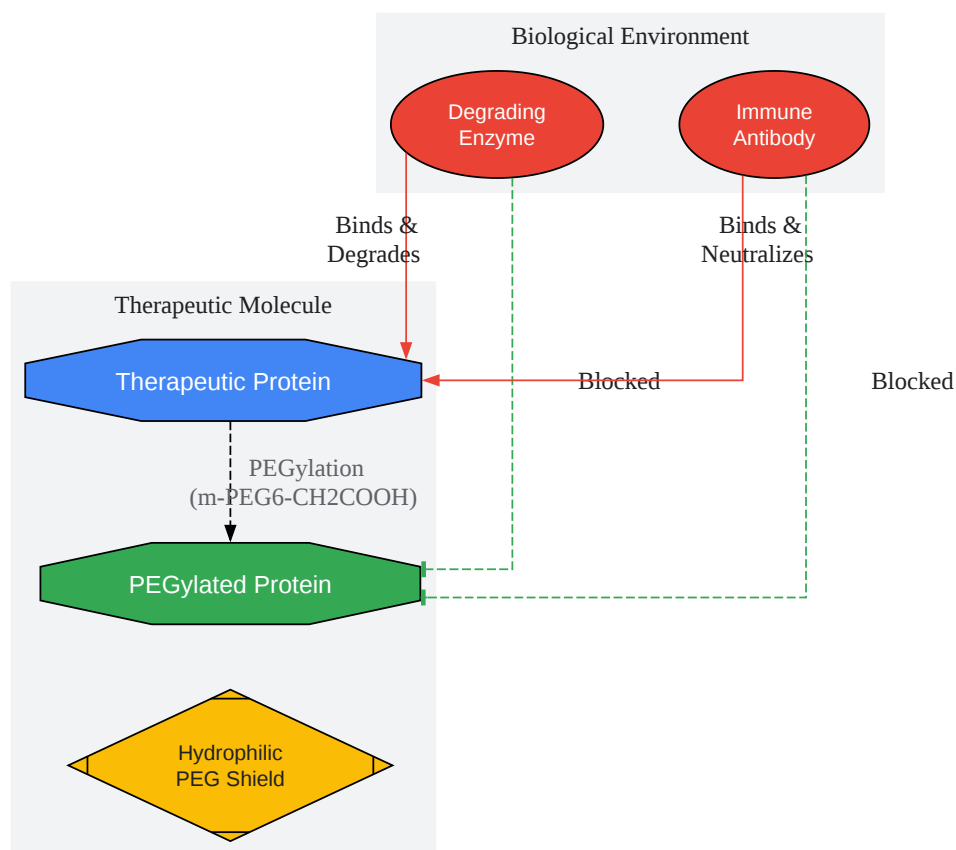 Biological Environment
Degrading
Enzyme
Immune
Antibody
Binds &
Degrades
Binds &
Neutralizes
Therapeutic Molecule
Therapeutic Protein
Blocked
Blocked
PEGylation
(m-PEG6-CH2COOH)
PEGylated Protein
Hydrophilic
PEG Shield